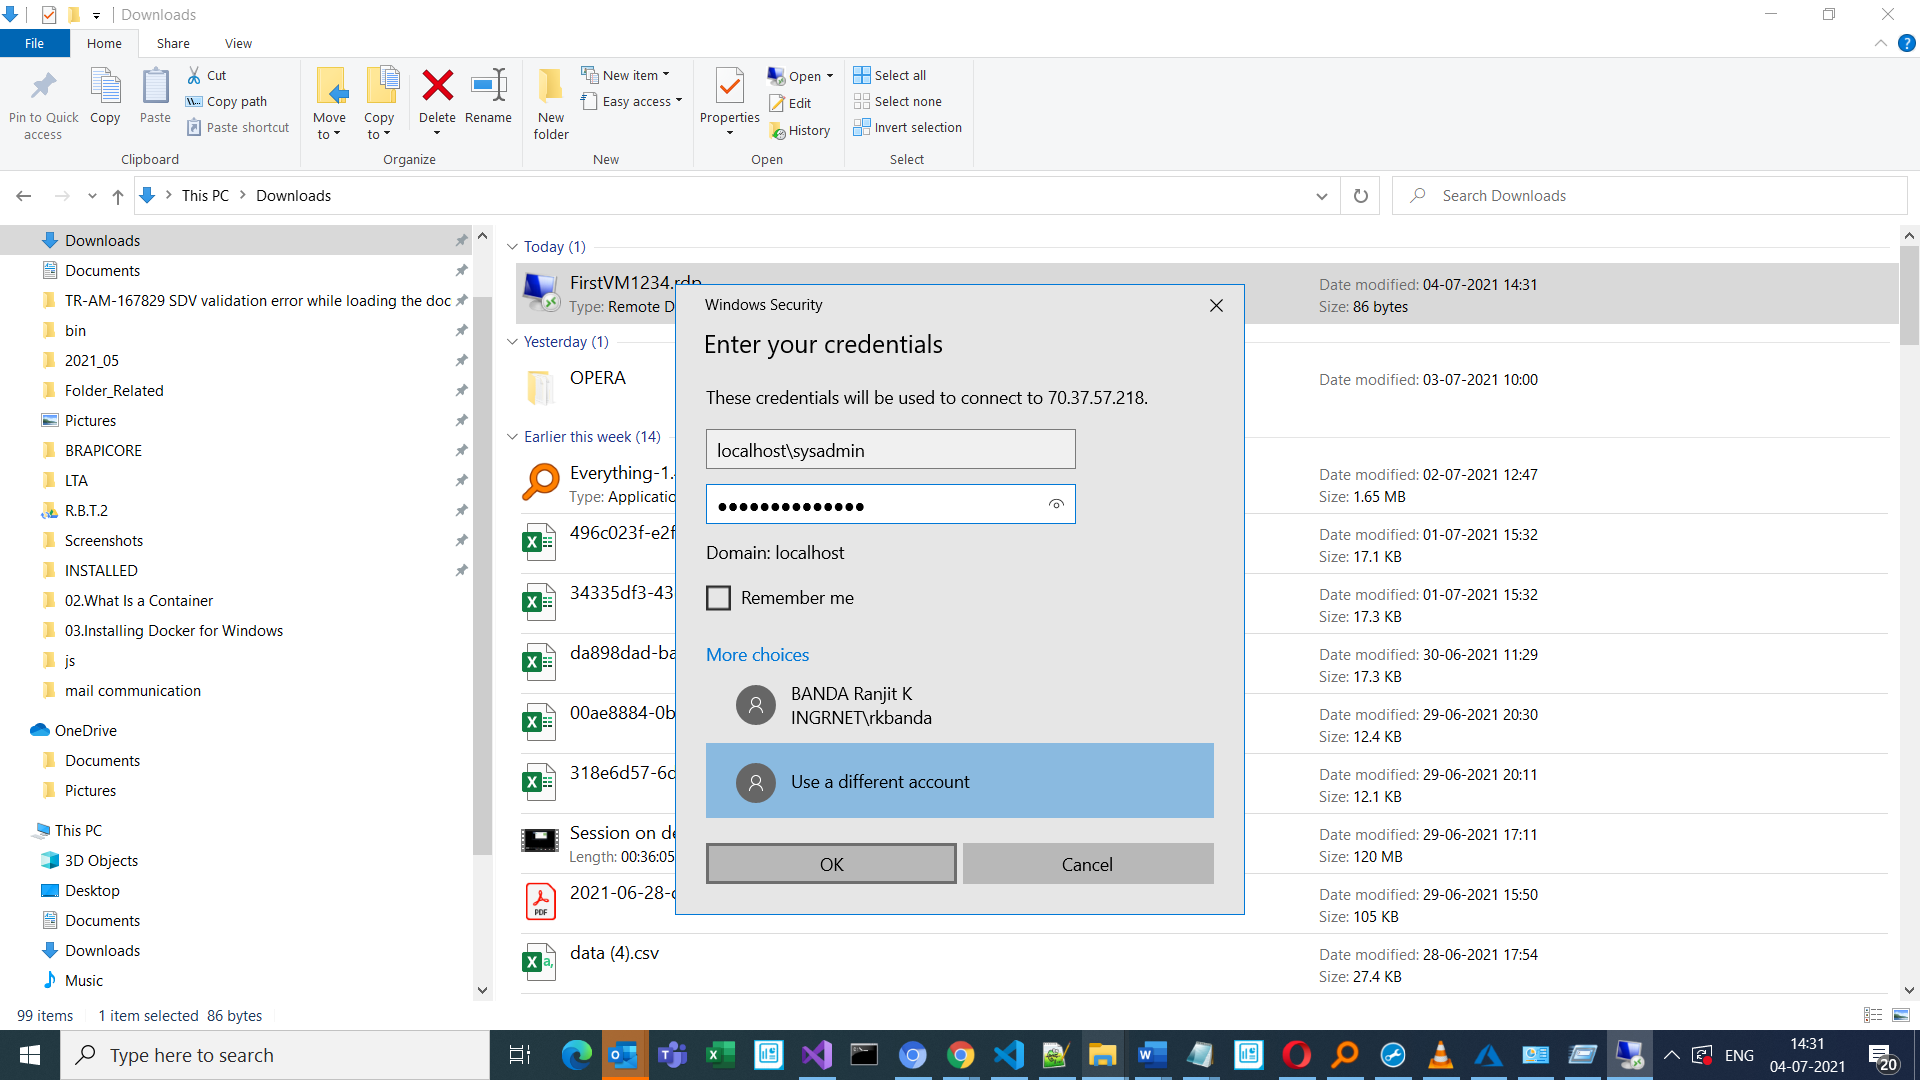 Downloads
File
Home
Share
View
Pin to Quick access
Copy
Paste
Cut
Copy path
Paste shortcut
Clipboard
Move to
Copy to
Delete
Rename
Organize
New folder
New item
Easy access
New
Properties
Open
Edit
History
Open
Select all
Select none
Invert selection
Select
This PC
Downloads
Search Downloads
Downloads
Documents
TR-AM-167829 SDV validation error while loading the doc
bin
2021_05
Folder_Related
Pictures
BRAPICORE
LTA
R.B.T.2
Screenshots
INSTALLED
02.What Is a Container
03.Installing Docker for Windows
js
mail communication
OneDrive
Documents
Pictures
This PC
3D Objects
Desktop
Documents
Downloads
Music
Today (1)
FirstVM1234.rdp
Type: Remote D
Date modified: 04-07-2021 14:31
Size: 86 bytes
Yesterday (1)
OPERA
Date modified: 03-07-2021 10:00
Earlier this week (14)
Everything-1.
Type: Applicatio
Date modified: 02-07-2021 12:47
Size: 1.65 MB
496c023f-e2f
Date modified: 01-07-2021 15:32
Size: 17.1 KB
34335df3-43
Date modified: 01-07-2021 15:32
Size: 17.3 KB
da898dad-ba
Date modified: 30-06-2021 11:29
Size: 17.3 KB
00ae8884-0b
Date modified: 29-06-2021 20:30
Size: 12.4 KB
318e6d57-6d
Date modified: 29-06-2021 20:11
Size: 12.1 KB
Session on de
Length: 00:36:05
Date modified: 29-06-2021 17:11
Size: 120 MB
2021-06-28-
Date modified: 29-06-2021 15:50
Size: 105 KB
data (4).csv
Date modified: 28-06-2021 17:54
Size: 27.4 KB
Windows Security
Enter your credentials
These credentials will be used to connect to 70.37.57.218.
localhost\sysadmin
●●●●●●●●●●●●●●
Domain: localhost
Remember me
More choices
BANDA Ranjit K
INGRNET\rkbanda
Use a different account
OK
Cancel
99 items
1 item selected 86 bytes
Type here to search
ENG
14:31
04-07-2021
20